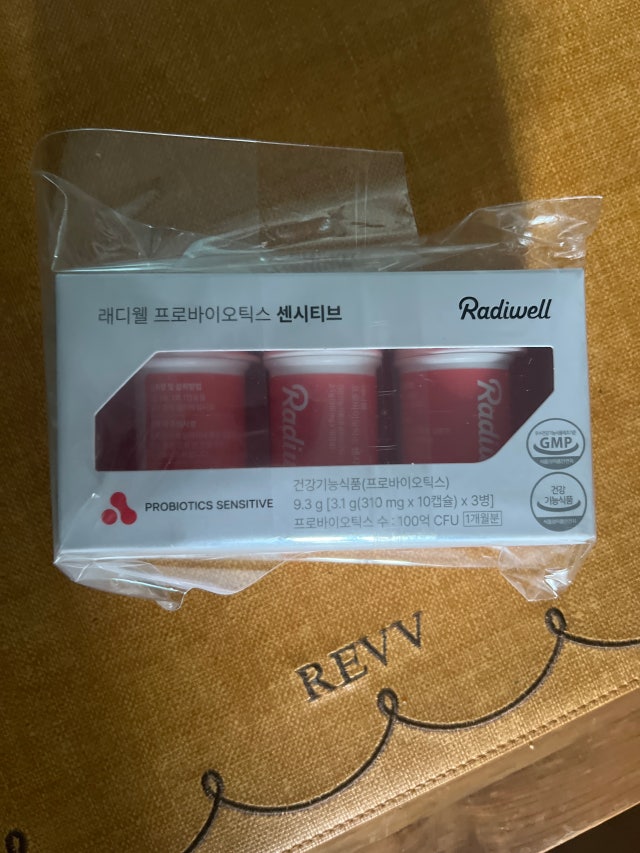 래디웰 프로바이오틱스 센시티브
Radiwell
Radiw
Radiw
GMP
PROBIOTICS SENSITIVE
건강기능식품(프로바이오틱스)
9.3 g [3.1 g(310 mg x 10캡슐) x 3병]
프로바이오틱스 수 : 100억 CFU 1개월분
건강
기능식품
REVV